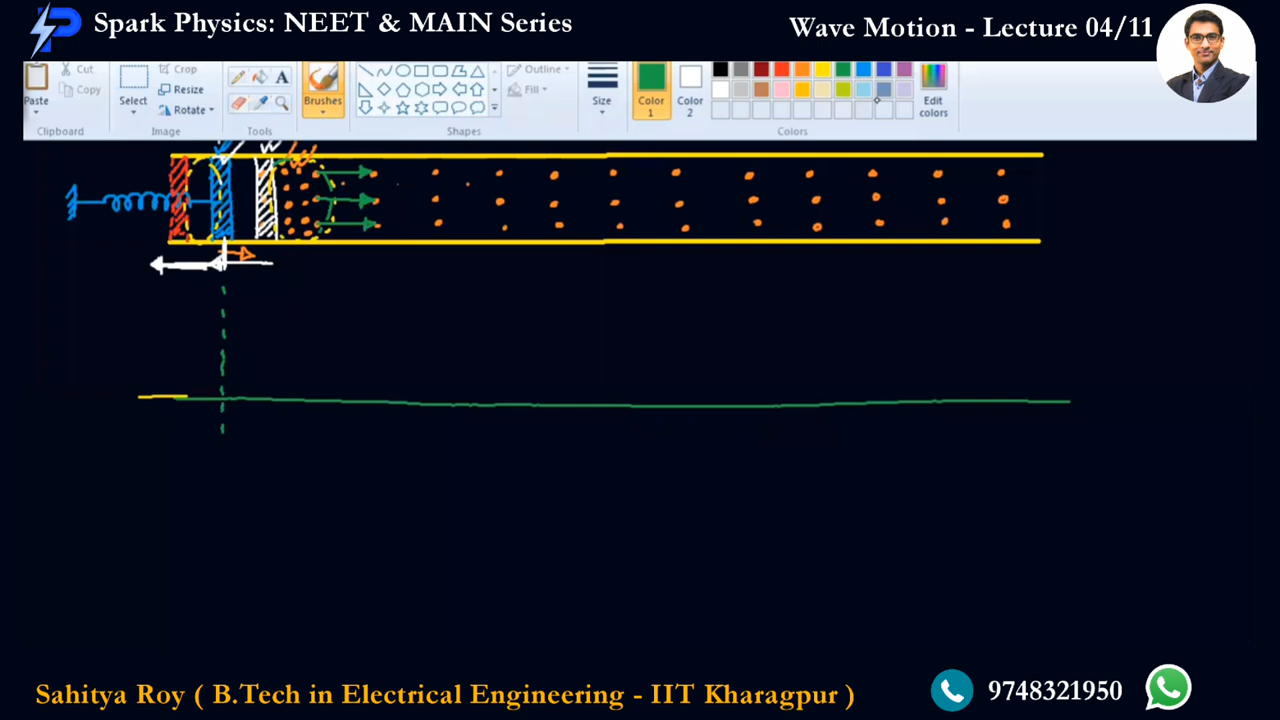 Spark Physics: NEET & MAIN Series
Wave Motion - Lecture 04/11
Paste
Cut
Copy
Clipboard
Select
Crop
Resize
Rotate
Image
A
Tools
Brushes
Outline
Fill
Shapes
Size
Color 1
Color 2
Edit colors
Colors
Sahitya Roy ( B.Tech in Electrical Engineering - IIT Kharagpur )
9748321950